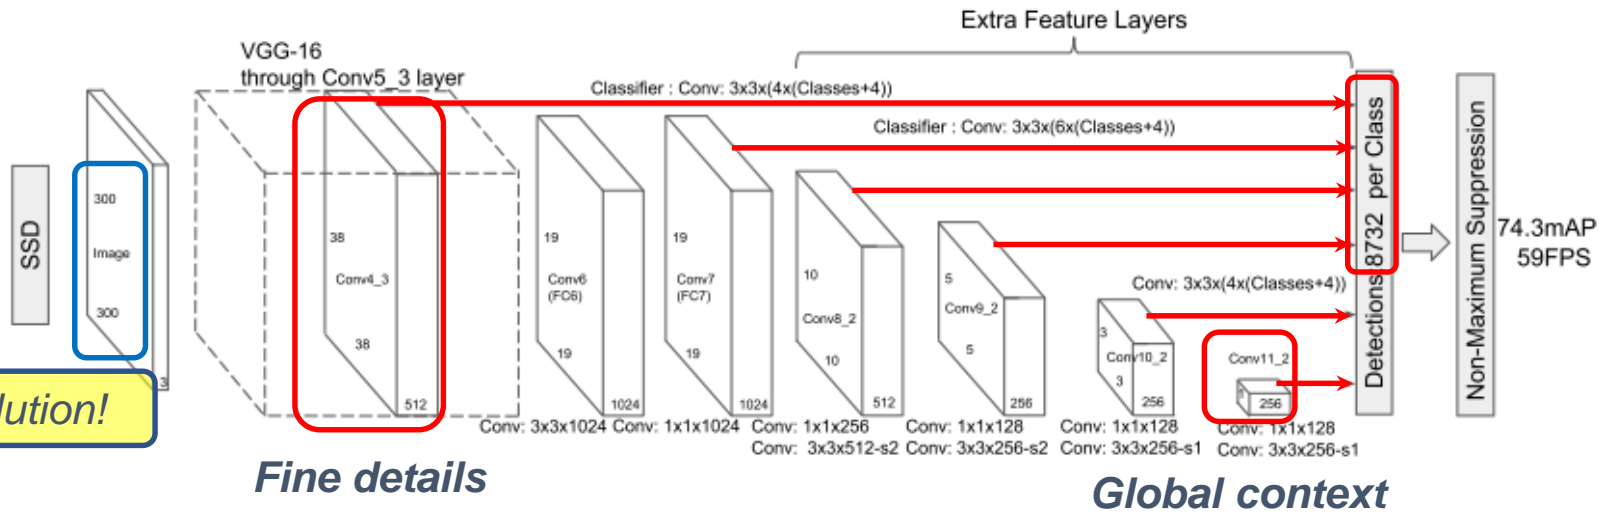 Extra Feature Layers
VGG-16
through Conv5_3 layer
Classifier : Conv: 3x3x(4x(Classes+4))
Classifier : Conv: 3x3x(6x(Classes+4))
SSD
300
Image
300
3
38
Conv4_3
38
512
19
Conv6
(FC6)
19
1024
19
Conv7
(FC7)
19
1024
10
Conv8_2
10
512
5
Conv9_2
5
256
Conv: 3x3x(4x(Classes+4))
3
Conv10_2
3
256
Conv11_2
256
Detections:8732 per Class
Non-Maximum Suppression
74.3mAP
59FPS
lution!
Conv: 3x3x1024
Conv: 1x1x1024
Conv: 1x1x256
Conv: 3x3x512-s2
Conv: 1x1x128
Conv: 3x3x256-s2
Conv: 1x1x128
Conv: 3x3x256-s1
Conv: 1x1x128
Conv: 3x3x256-s1
Fine details
Global context